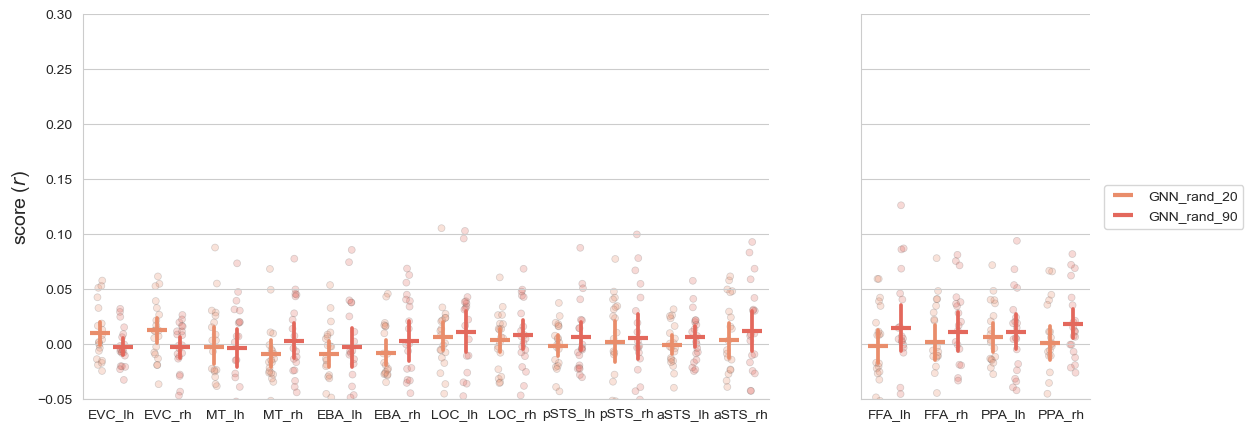 0.30
0.25
0.20
0.15
0.10
0.05
0.00
−0.05
score (r)
EVC_lh EVC_rh MT_lh MT_rh EBA_lh EBA_rh LOC_lh LOC_rh pSTS_lh pSTS_rh aSTS_lh aSTS_rh
FFA_lh FFA_rh PPA_lh PPA_rh
GNN_rand_20
GNN_rand_90